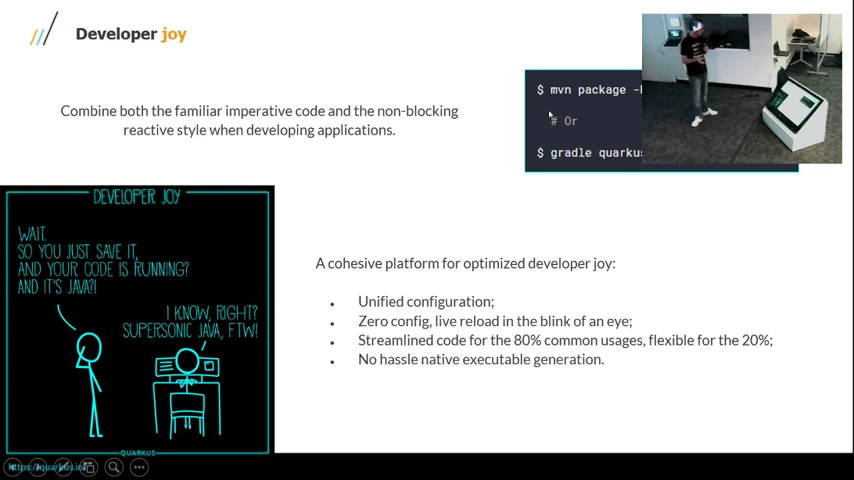 Developer joy
Combine both the familiar imperative code and the non-blocking
reactive style when developing applications.
$ mvn package
# Or
$ gradle
DEVELOPER JOY
WAIT.
SO YOU JUST SAVE IT,
AND YOUR CODE IS RUNNING?
AND IT'S JAVA?!
I KNOW, RIGHT?
SUPERSONIC JAVA, FTW!
A cohesive platform for optimized developer joy:
• Unified configuration;
• Zero config, live reload in the blink of an eye;
• Streamlined code for the 80% common usages, flexible for the 20%;
• No hassle native executable generation.
QUARKUS